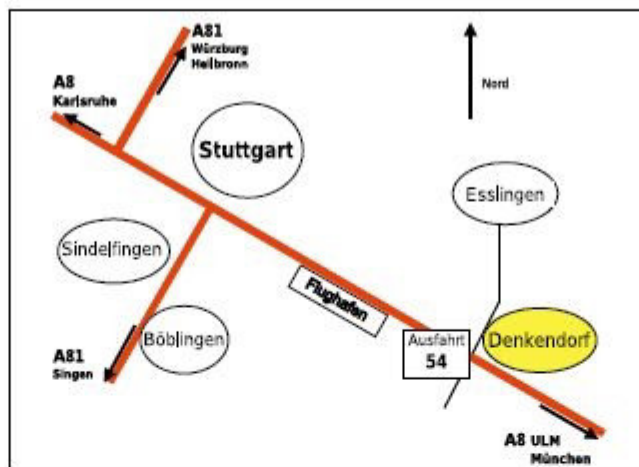 A81
Würzburg
Heilbronn
A8
Karlsruhe
Nord
Stuttgart
Esslingen
Sindelfingen
Flughafen
Böblingen
Ausfahrt
54
Denkendorf
A81
Singen
A8 ULM
München